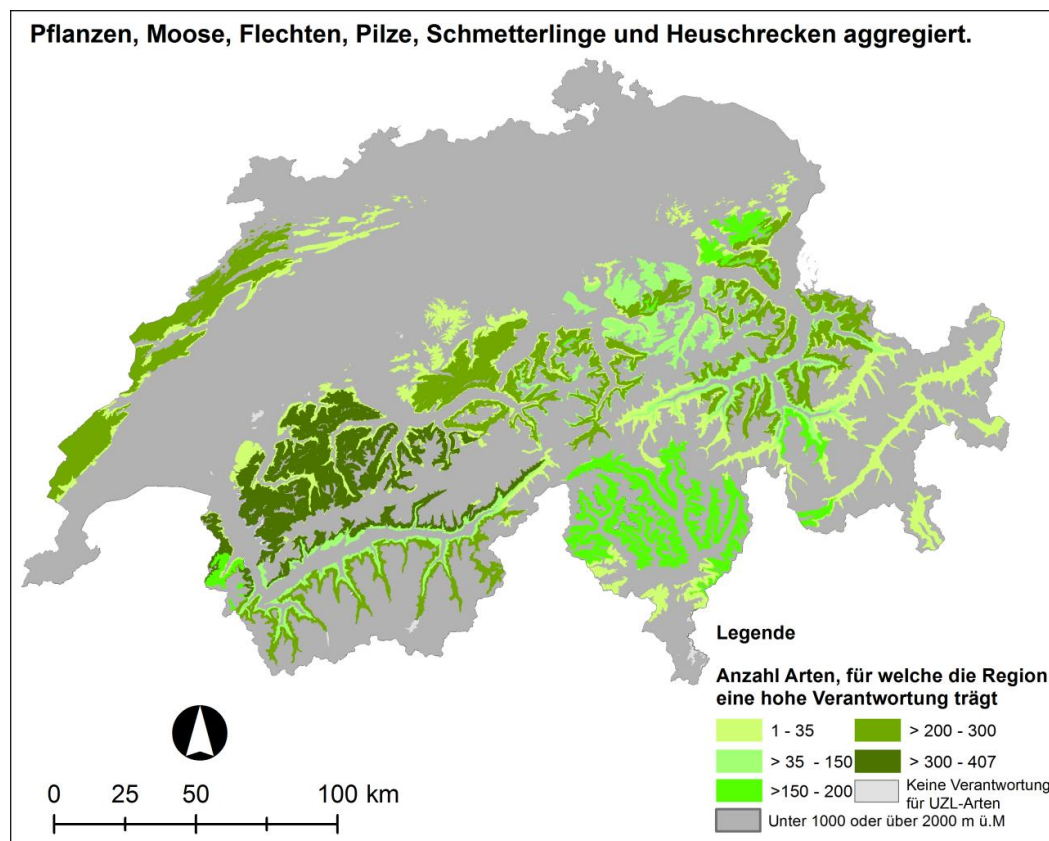 Pflanzen, Moose, Flechten, Pilze, Schmetterlinge und Heuschrecken aggregiert.
Legende
Anzahl Arten, für welche die Region
eine hohe Verantwortung trägt
1 - 35
> 200 - 300
> 35 - 150
> 300 - 407
>150 - 200
Keine Verantwortung
für UZL-Arten
Unter 1000 oder über 2000 m ü.M
0 25 50 100 km